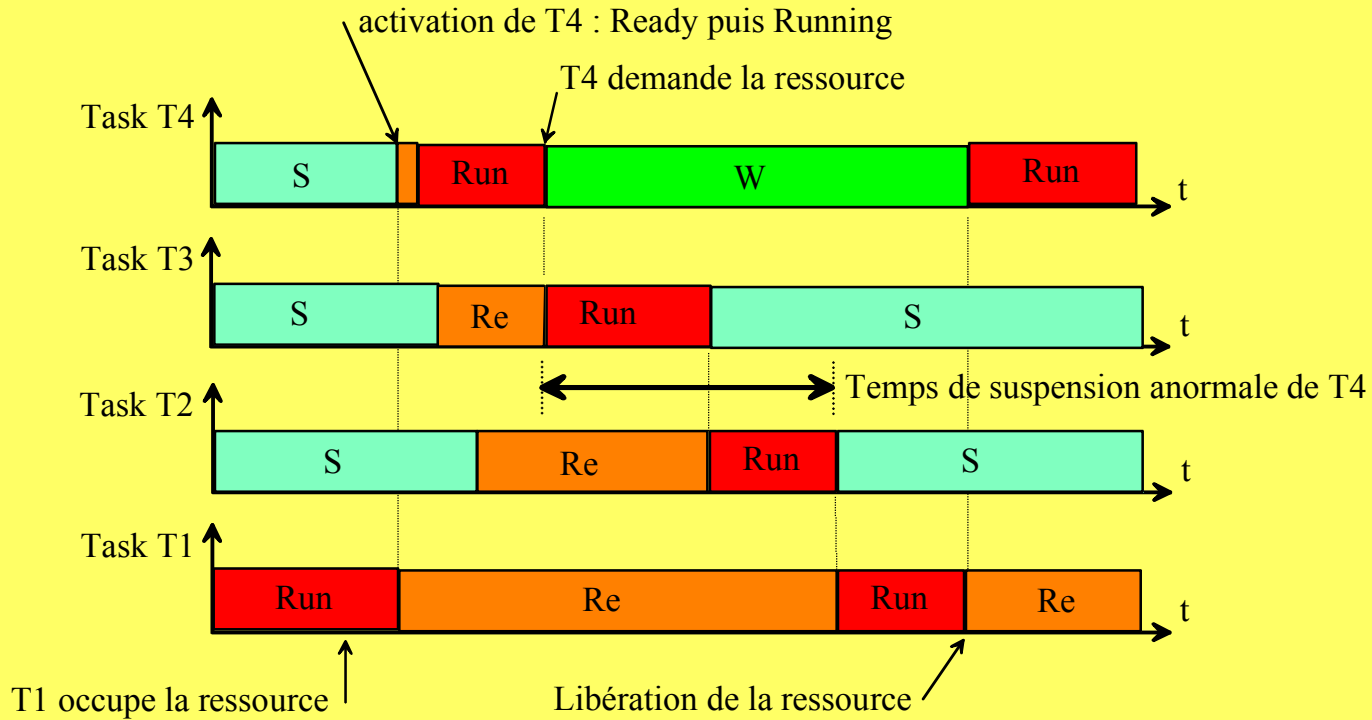 activation de T4 : Ready puis Running
T4 demande la ressource
Task T4
S
Run
W
Run
t
Task T3
S
Re
Run
S
t
Temps de suspension anormale de T4
Task T2
S
Re
Run
S
t
Task T1
Run
Re
Run
Re
t
T1 occupe la ressource
Libération de la ressource